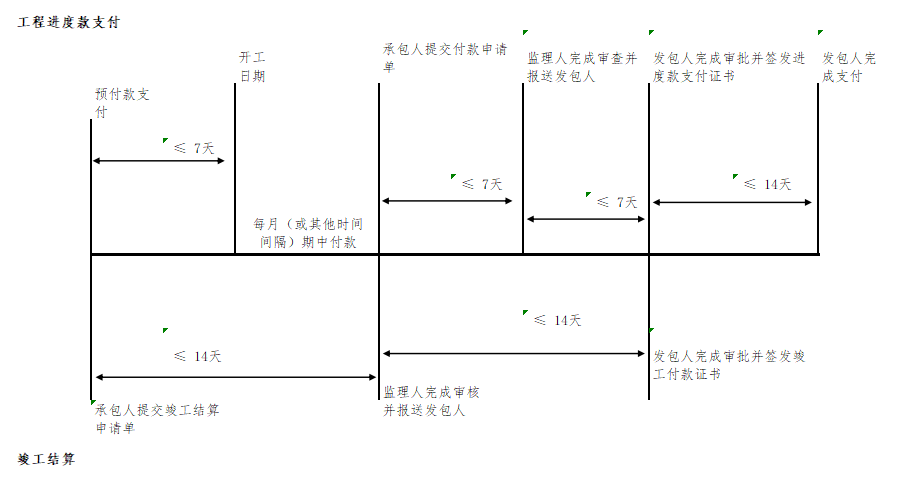 工程进度款支付
开工
日期
承包人提交付款申请
单
监理人完成审查并
报送发包人
发包人完成审批并签发进
度款支付证书
发包人完
成支付
预付款支
付
≤ 7天
≤ 7天
≤ 7天
≤ 14天
每月（或其他时间
间隔）期中付款
≤ 14天
≤ 14天
承包人提交竣工结算
申请单
监理人完成审核
并报送发包人
发包人完成审批并签发竣
工付款证书
竣工结算